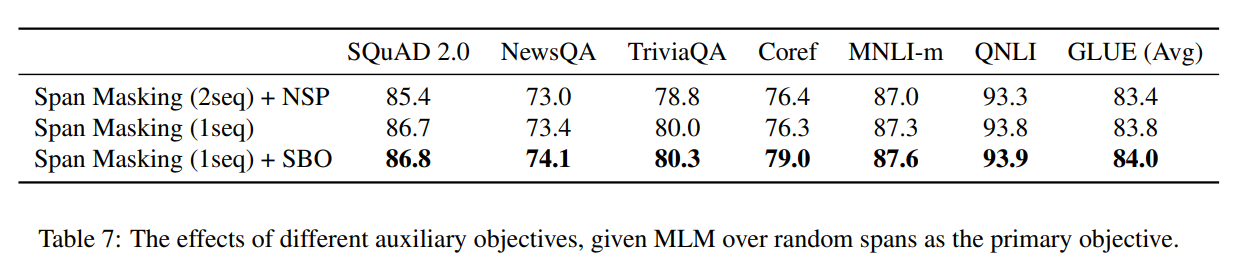 SQuAD 2.0 NewsQA TriviaQA Coref MNLI-m QNLI GLUE (Avg)
Span Masking (2seq) + NSP 85.4 73.0 78.8 76.4 87.0 93.3 83.4
Span Masking (1seq) 86.7 73.4 80.0 76.3 87.3 93.8 83.8
Span Masking (1seq) + SBO 86.8 74.1 80.3 79.0 87.6 93.9 84.0
Table 7: The effects of different auxiliary objectives, given MLM over random spans as the primary objective.